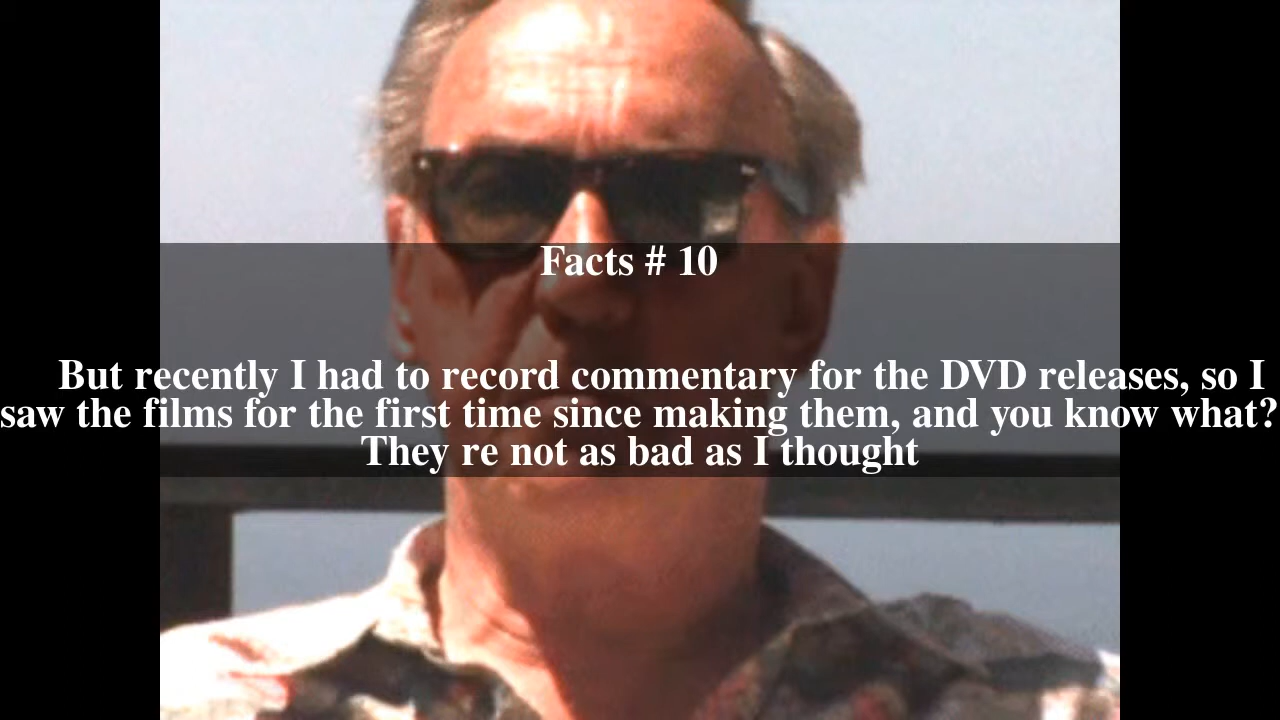 Facts # 10
But recently I had to record commentary for the DVD releases, so I
saw the films for the first time since making them, and you know what?
They re not as bad as I thought